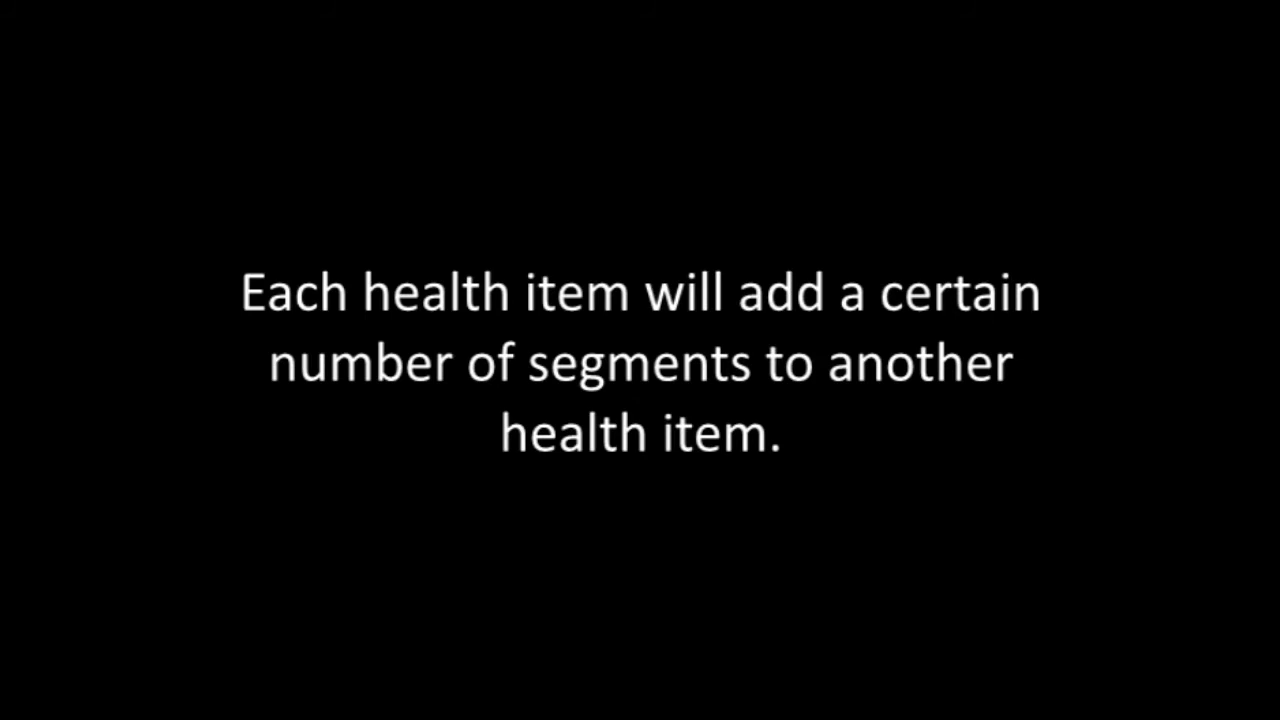 Each health item will add a certain
number of segments to another
health item.